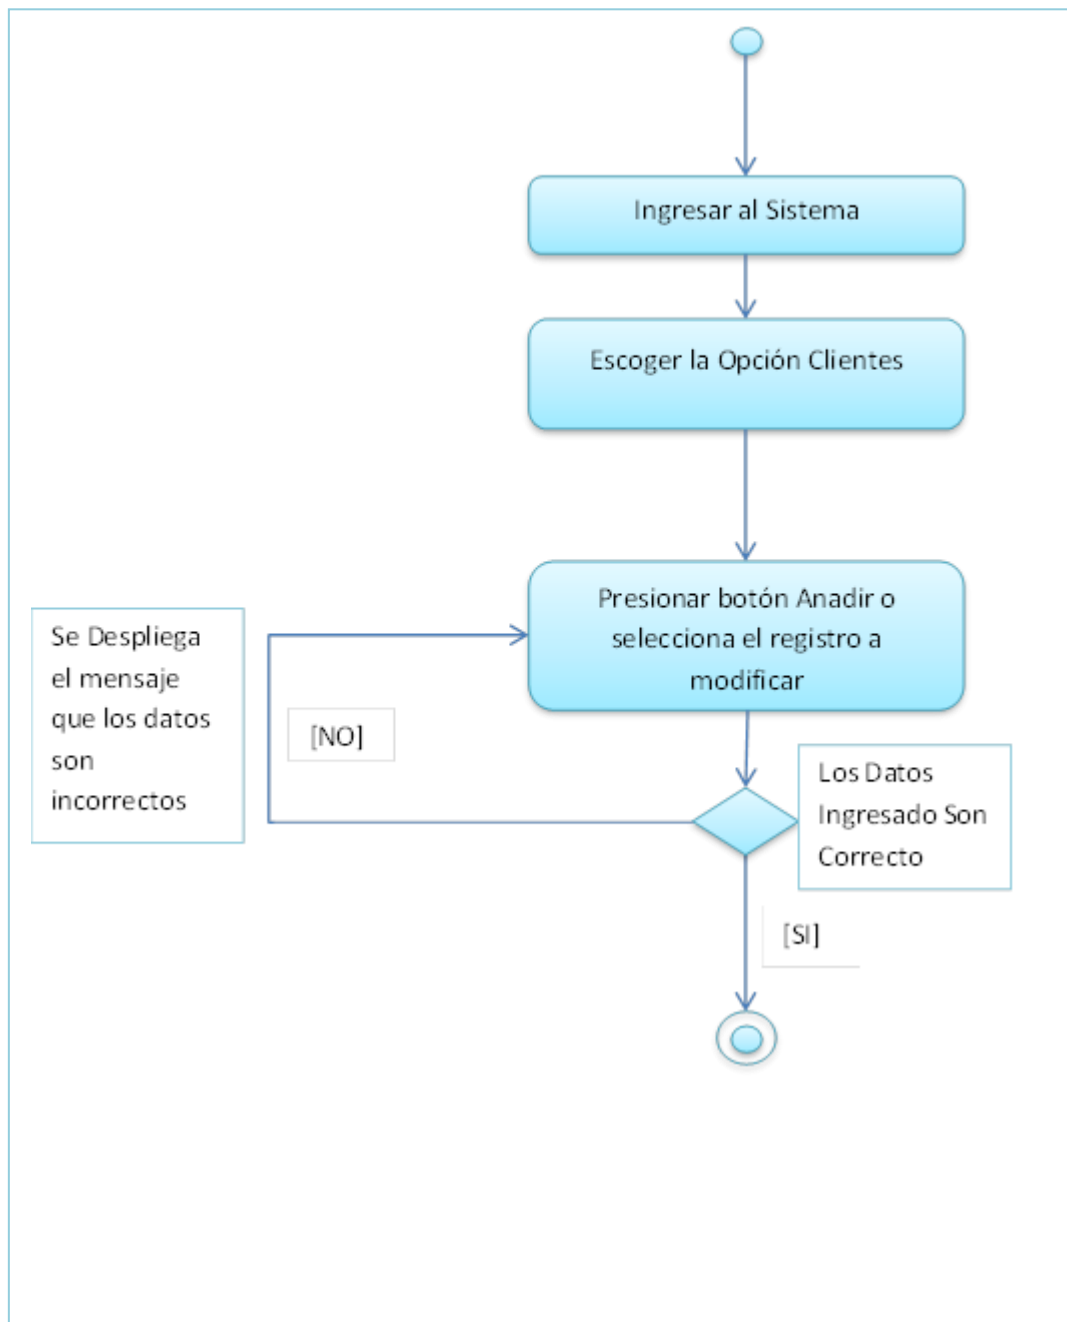 Ingresar al Sistema
Escoger la Opción Clientes
Presionar botón Anadir o
selecciona el registro a
modificar
Se Despliega
el mensaje
que los datos
son
incorrectos
[NO]
Los Datos
Ingresado Son
Correcto
[SI]